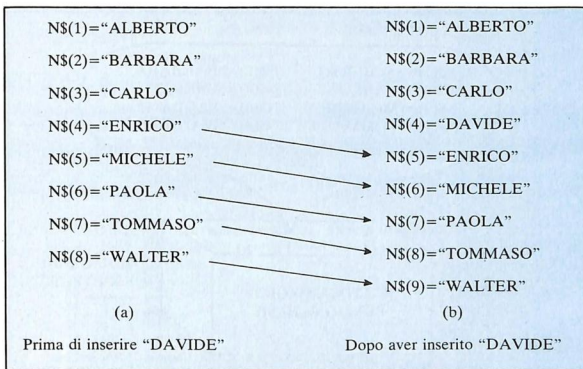 N$(1)=“ALBERTO”
N$(2)=“BARBARA”
N$(3)=“CARLO”
N$(4)=“ENRICO”
N$(5)=“MICHELE”
N$(6)=“PAOLA”
N$(7)=“TOMMASO”
N$(8)=“WALTER”
(a)
Prima di inserire “DAVIDE”
N$(1)=“ALBERTO”
N$(2)=“BARBARA”
N$(3)=“CARLO”
N$(4)=“DAVIDE”
N$(5)=“ENRICO”
N$(6)=“MICHELE”
N$(7)=“PAOLA”
N$(8)=“TOMMASO”
N$(9)=“WALTER”
(b)
Dopo aver inserito “DAVIDE”